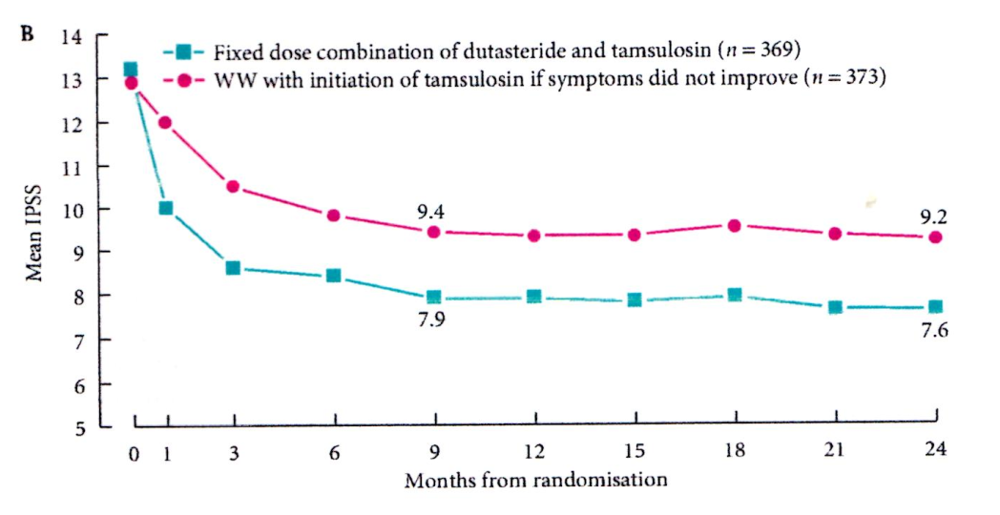 B
14
Fixed dose combination of dutasteride and tamsulosin (n = 369)
13
WW with initiation of tamsulosin if symptoms did not improve (n = 373)
12
11
10
9
8
7
6
5
Mean IPSS
9.4
9.2
7.9
7.6
0 1 3 6 9 12 15 18 21 24
Months from randomisation